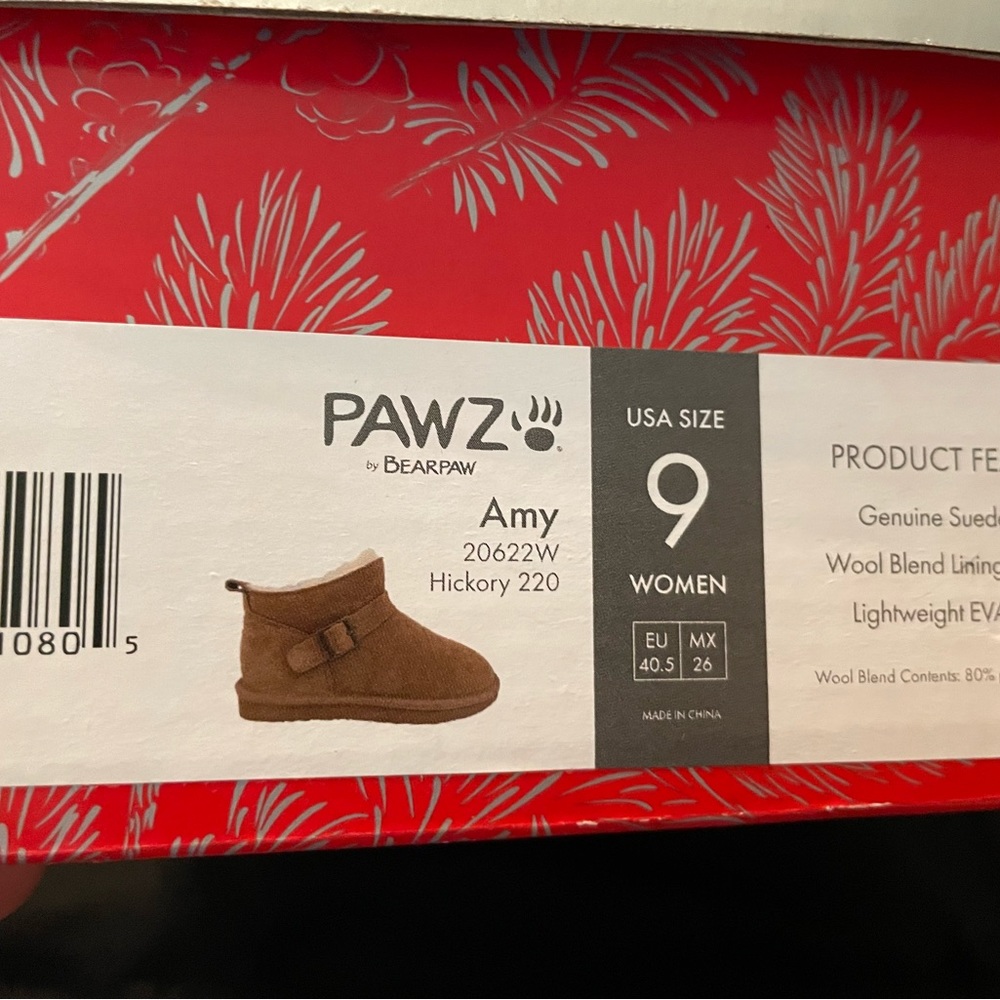 1080 5
PAWZ
by BEARPAW
Amy
20622W
Hickory 220
USA SIZE
9
WOMEN
EU MX
40.5 26
MADE IN CHINA
PRODUCT FE
Genuine Sued
Wool Blend Lining
Lightweight EVA
Wool Blend Contents: 80%